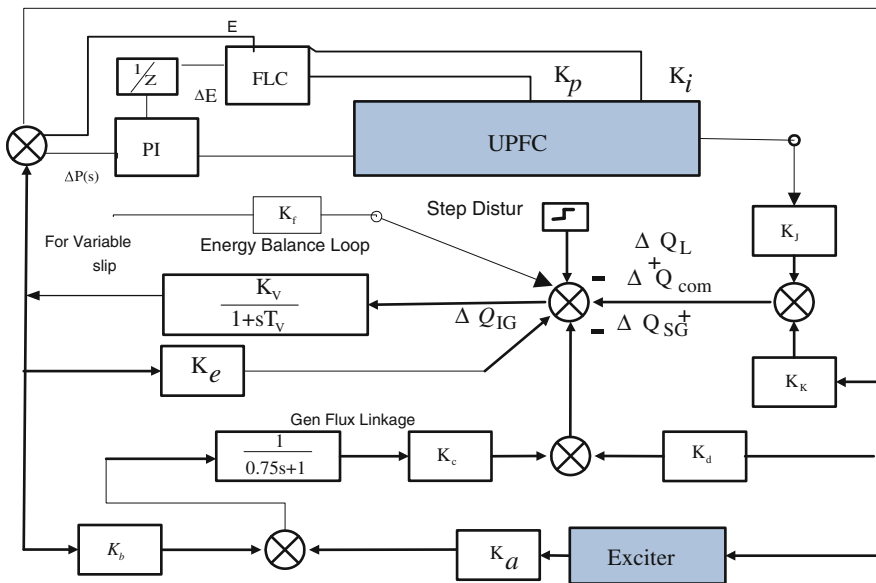 E
1/Z
ΔE
FLC
K_p
K_i
UPFC
PI
ΔP(s)
K_f
Step Distur
For Variable
slip
Energy Balance Loop
K_J
Δ Q_L
-
+
Δ Q_com
K_V
1+sT_V
Δ Q_IG
- Δ Q_SG +
K_e
K_K
Gen Flux Linkage
1
0.75s+1
K_c
K_d
K_b
K_a
Exciter